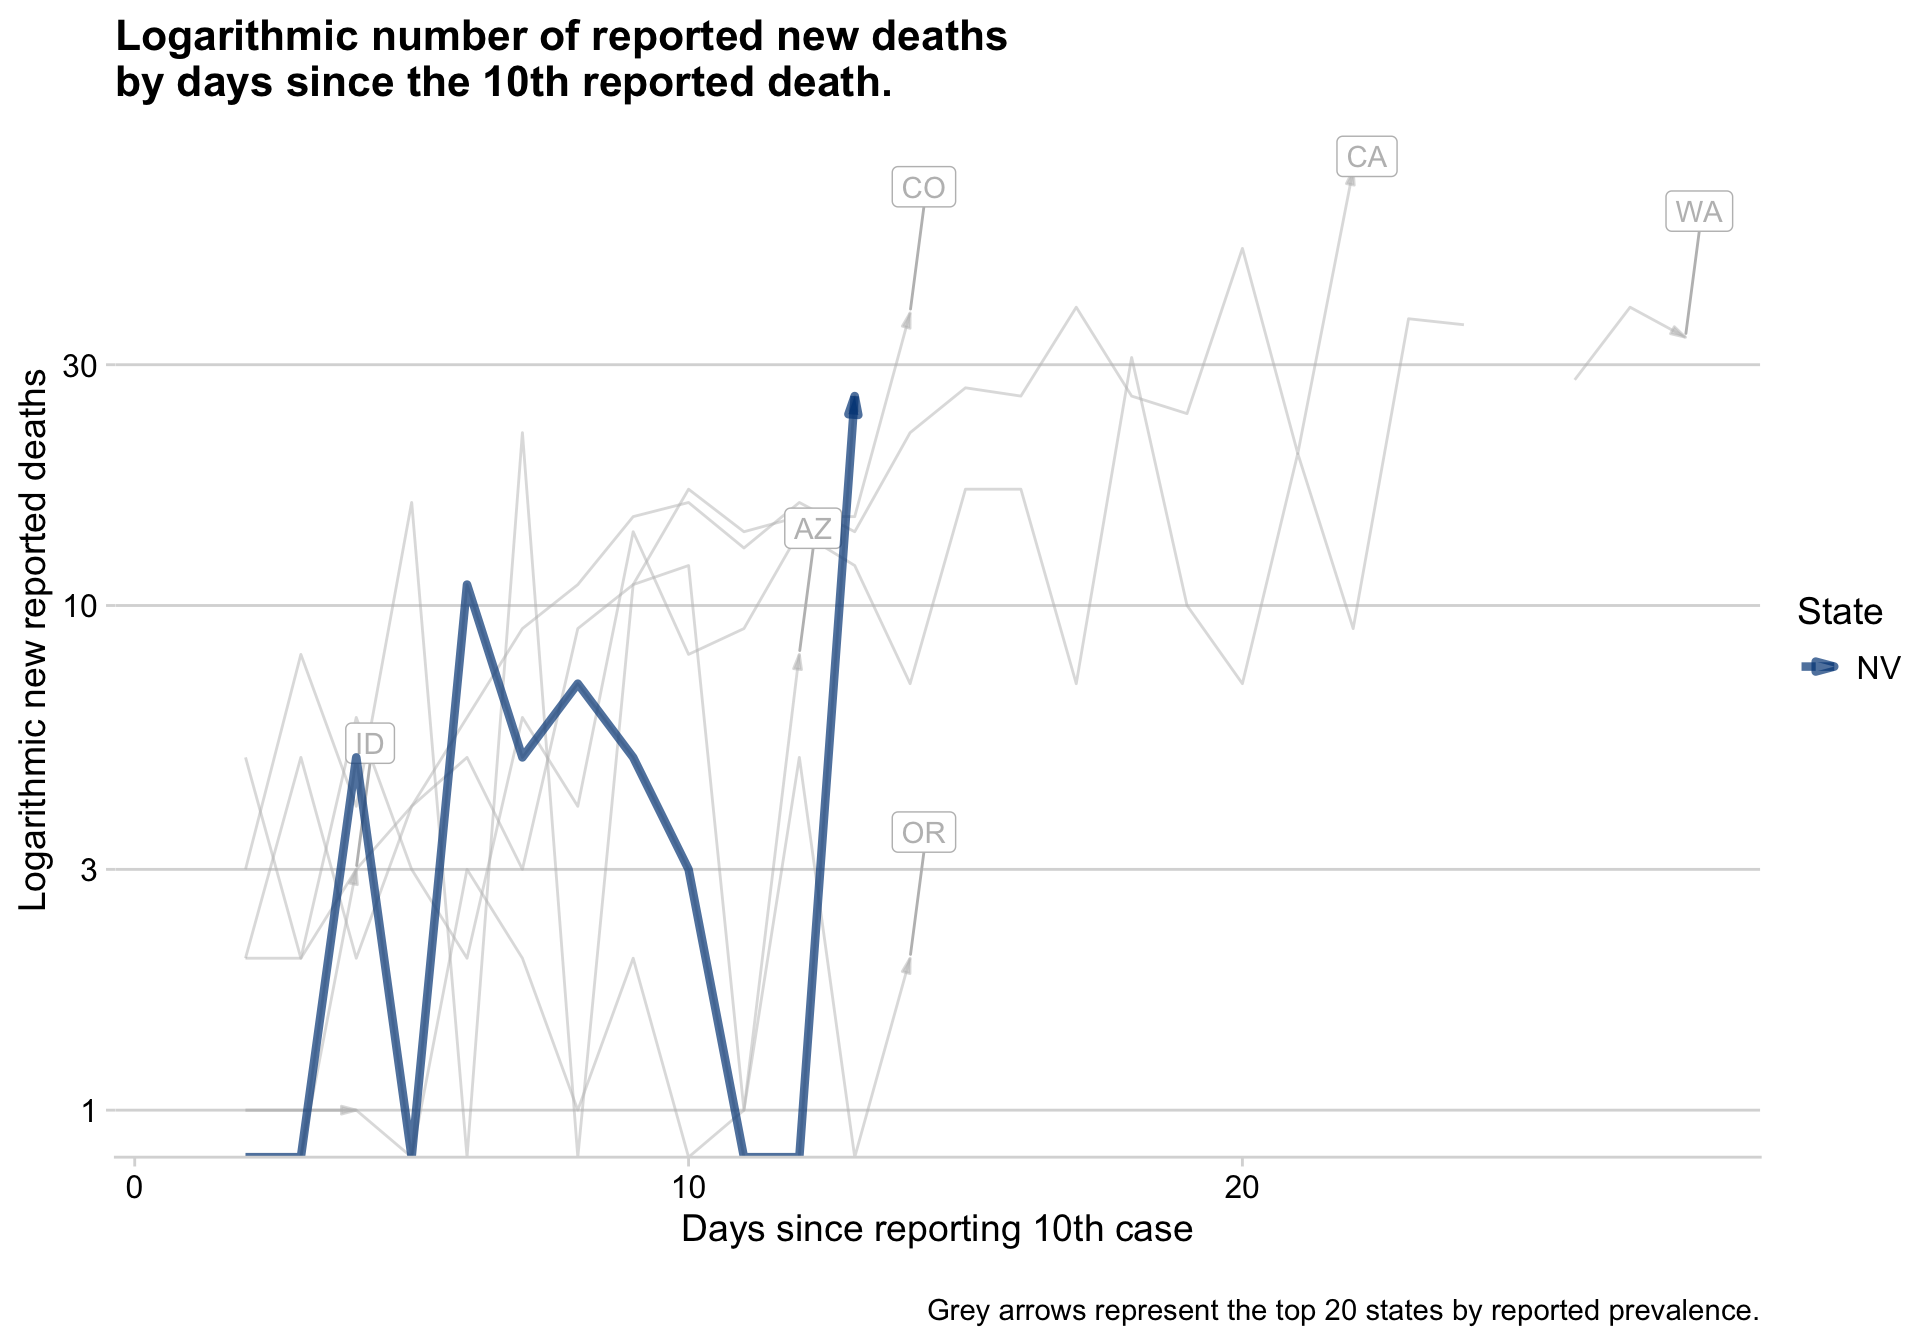 Logarithmic number of reported new deaths
by days since the 10th reported death.
CA
CO
WA
30
AZ
10
State
NV
ID
OR
3
1
Logarithmic new reported deaths
0
10
20
Days since reporting 10th case
Grey arrows represent the top 20 states by reported prevalence.